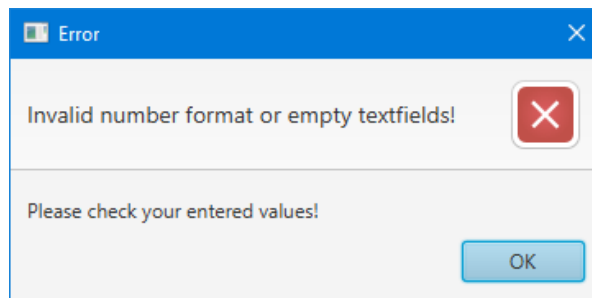 Error
Invalid number format or empty textfields!
Please check your entered values!
OK